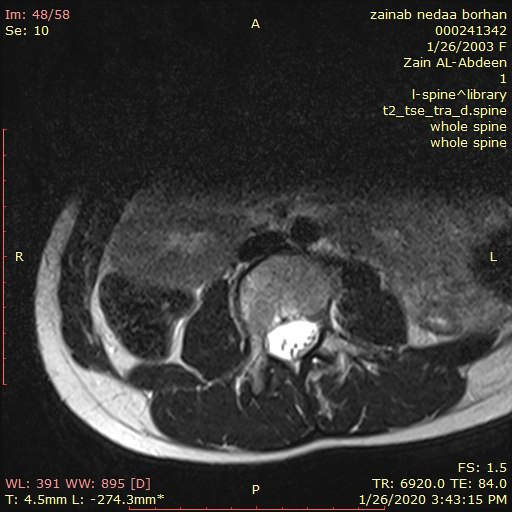 Im: 48/58
Se: 10
zainab nedaa borhan
000241342
1/26/2003 F
Zain AL-Abdeen
1
l-spine^library
t2_tse_tra_d.spine
whole spine
whole spine
A
R
L
WL: 391 WW: 895 [D]
T: 4.5mm L: -274.3mm*
P
FS: 1.5
TR: 6920.0 TE: 84.0
1/26/2020 3:43:15 PM